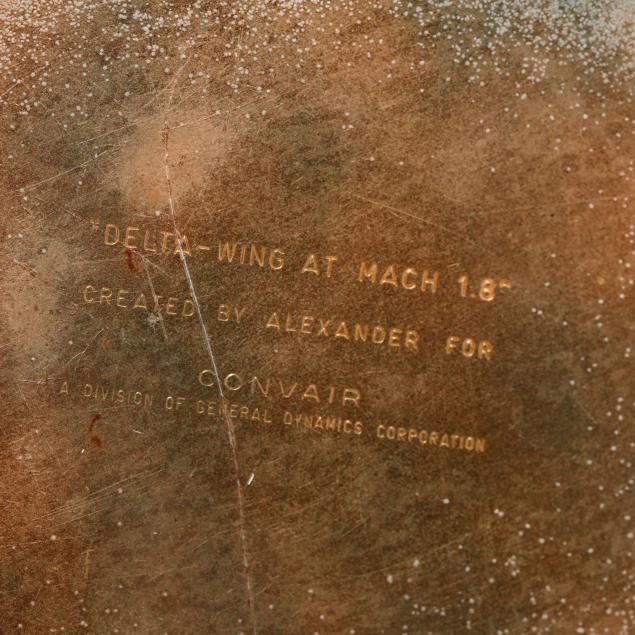 "DELTA-WING AT MACH 1.8"
CREATED BY ALEXANDER FOR
CONVAIR
A DIVISION OF GENERAL DYNAMICS CORPORATION